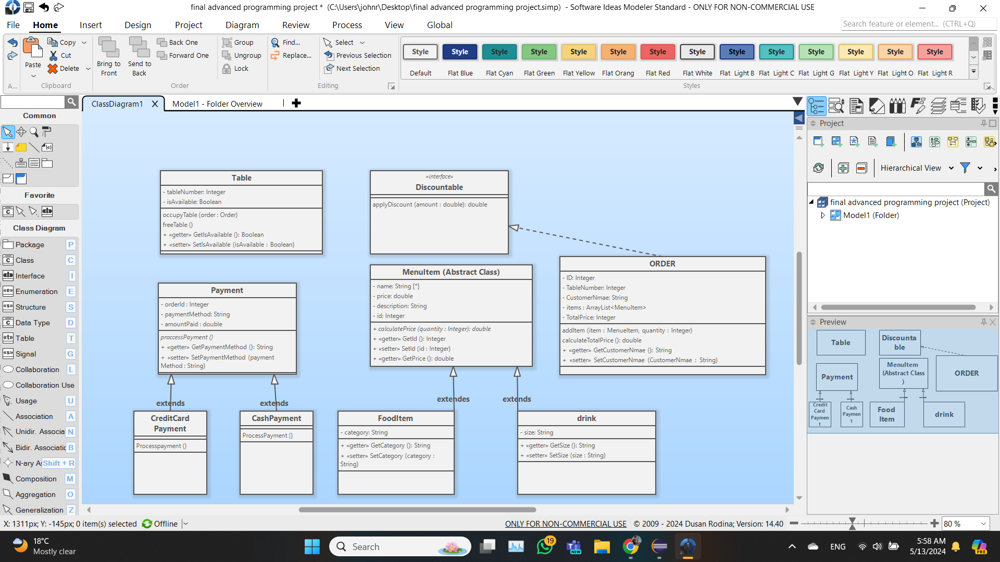 final advanced programming project * (C:\Users\johnr\Desktop\final advanced programming project.simp) - Software Ideas Modeler Standard - ONLY FOR NON-COMMERCIAL USE
File Home Insert Design Project Diagram Review Process View Global
Search feature or element... (CTRL+Q)
Paste
Copy
Cut
Delete
A...
Clipboard
Bring to Front
Send to Back
Back One
Forward One
Order
Group
Ungroup
Lock
Find...
Replace...
Select
Previous Selection
Next Selection
Editing
Style Style Style Style Style Style Style Style Style Style Style Style Style Style
Default Flat Blue Flat Cyan Flat Green Flat Yellow Flat Orang Flat Red Flat White Flat Light B Flat Light C Flat Light G Flat Light Y Flat Light O Flat Light R
Styles
ClassDiagram1 X
Model1 - Folder Overview
Common
Favorite
Class Diagram
Package P
Class C
Interface I
Enumeration E
Structure S
Data Type D
Table T
Signal G
Collaboration L
Collaboration Use
Usage U
Association A
Unidir. Associa N
Bidir. Associatic B
N-ary As Shift + R
Composition M
Aggregation O
Generalization Z
Table
- tableNumber: Integer
- isAvailable: Boolean
occupyTable (order : Order)
freeTable ()
+ «getter» GetIsAvailable (): Boolean
+ «setter» SetIsAvailable (isAvailable : Boolean)
«interface»
Discountable
applyDiscount (amount : double): double
Payment
- orderId : Integer
- paymentMethod: String
- amountPaid : double
proccessPayment ()
+ «getter» GetPaymentMethod (): String
+ «setter» SetPaymentMethod (payment
Method : String)
MenuItem (Abstract Class)
- name: String [*]
- price: double
- description: String
- id: Integer
+ calculatePrice (quantity : Integer): double
+ «getter» GetId (): Integer
+ «setter» SetId (id : Integer)
+ «getter» GetPrice (): double
ORDER
- ID: Integer
- TableNumber: Integer
- CustomerNmae: String
- items : ArrayList<MenuItem>
- TotalPrice: Integer
addItem (item : MenueItem, quantity : Integer)
calculateTotalPrice (): double
+ «getter» GetCustomerNmae (): String
+ «setter» SetCustomerNmae (CustomerNmae : String)
extends
extends
extendes
extends
CreditCard
Payment
Processpayment ()
CashPayment
ProcessPayment ()
FoodItem
- category: String
+ «getter» GetCategory (): String
+ «setter» SetCategory (category :
String)
drink
- size: String
+ «getter» GetSize (): String
+ «setter» SetSize (size : String)
Project
Hierarchical View
final advanced programming project (Project)
Model1 (Folder)
Preview
Table
Discounta
ble
Payment
MenuItem
(Abstract Class
)
ORDER
Credit
Card
Paymen
t
Cash
Paymen
t
Food
Item
drink
X: 1311px; Y: -145px; 0 item(s) selected
Offline
ONLY FOR NON-COMMERCIAL USE © 2009 - 2024 Dusan Rodina; Version: 14.40
80 %
18°C
Mostly clear
Search
19
NEW
ENG
5:58 AM
5/13/2024
PRE